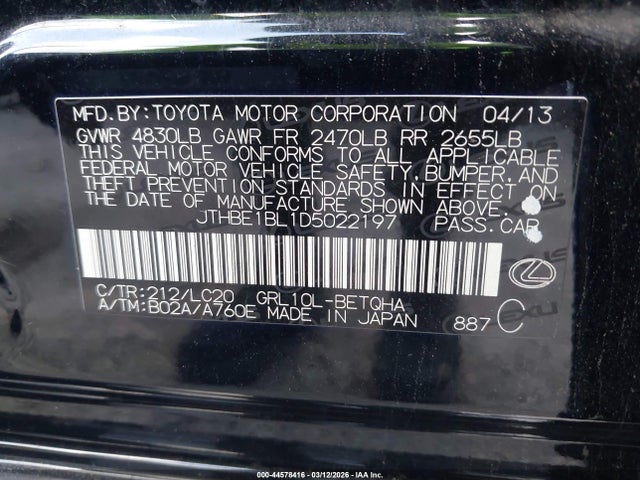 MFD.BY:TOYOTA MOTOR CORPORATION 04/13
GVWR 4830LB GAWR FR 2470LB RR 2655LB
THIS VEHICLE CONFORMS TO ALL APPLICABLE
FEDERAL MOTOR VEHICLE SAFETY,BUMPER,AND
THEFT PREVENTION STANDARDS IN EFFECT ON
THE DATE OF MANUFACTURE SHOWN ABOVE.
JTHBE1BL1D5022197 PASS.CAR
C/TR:212/LC20 GRL10L-BETQHA
A/TM:B02A/A760E MADE IN JAPAN 887 C
000-44578416 - 03/12/2026 - IAA Inc.